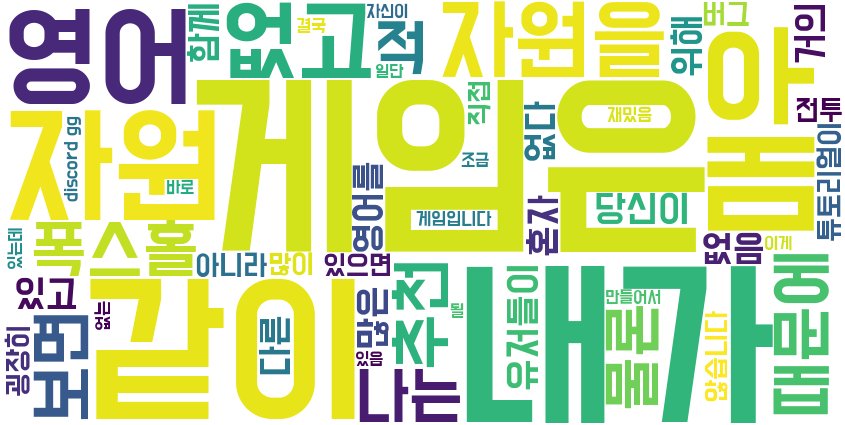 영어
함께
없고
결국
자신이
일단
적
자원을
위해
버그
거의
자원
discord gg
바로
게임은
게임입니다
영어를
직접
조금
없다
재밌음
아
맵
전투
튜토리얼이
혼자
당신이
없음
이게
있는데
폭스홀
아니라
많이
있으면
있고
굉장히
보면
없는
같이
다른
많은
있음
나는
추천
될
내가
유저들이
만들어서
물론
않습니다
때문에